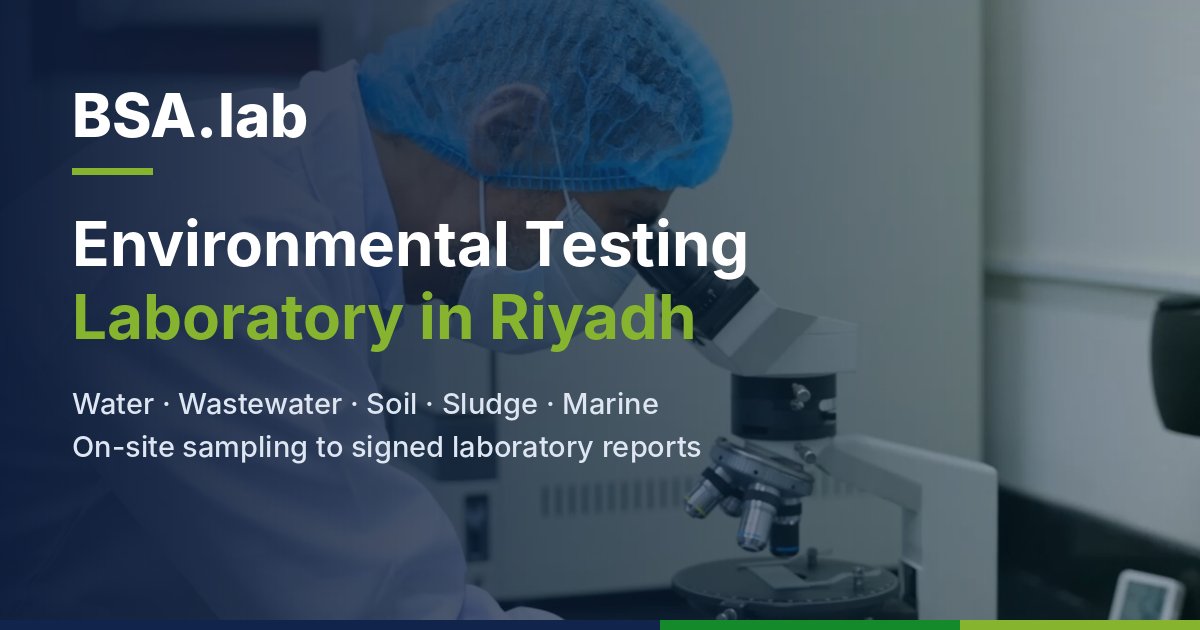 BSA.lab
Environmental Testing
Laboratory in Riyadh
Water · Wastewater · Soil · Sludge · Marine
On-site sampling to signed laboratory reports